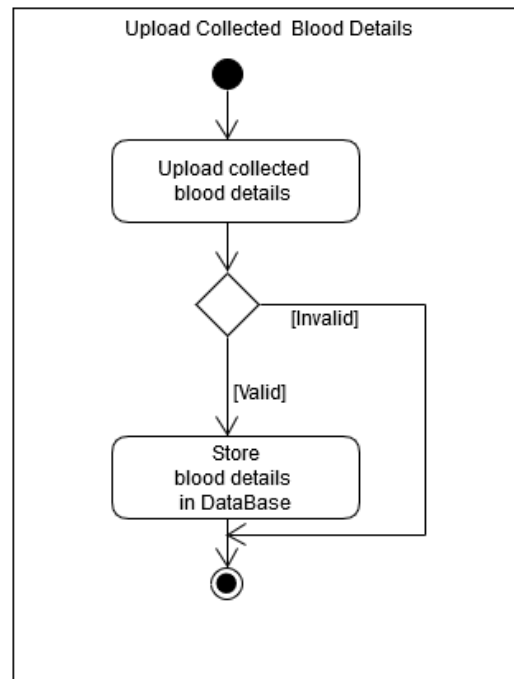 Upload Collected  Blood Details
Upload collected
blood details
[Invalid]
[Valid]
Store
blood details
in DataBase